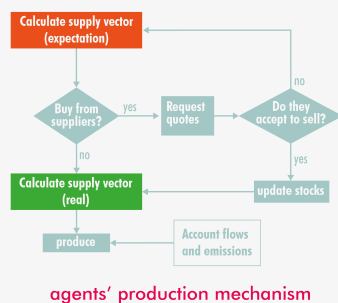 Calculate supply vector
(expectation)
no
Buy from
suppliers?
yes
Request
quotes
Do they
accept to sell?
no
yes
Calculate supply vector
(real)
update stocks
produce
Account flows
and emissions
agents' production mechanism